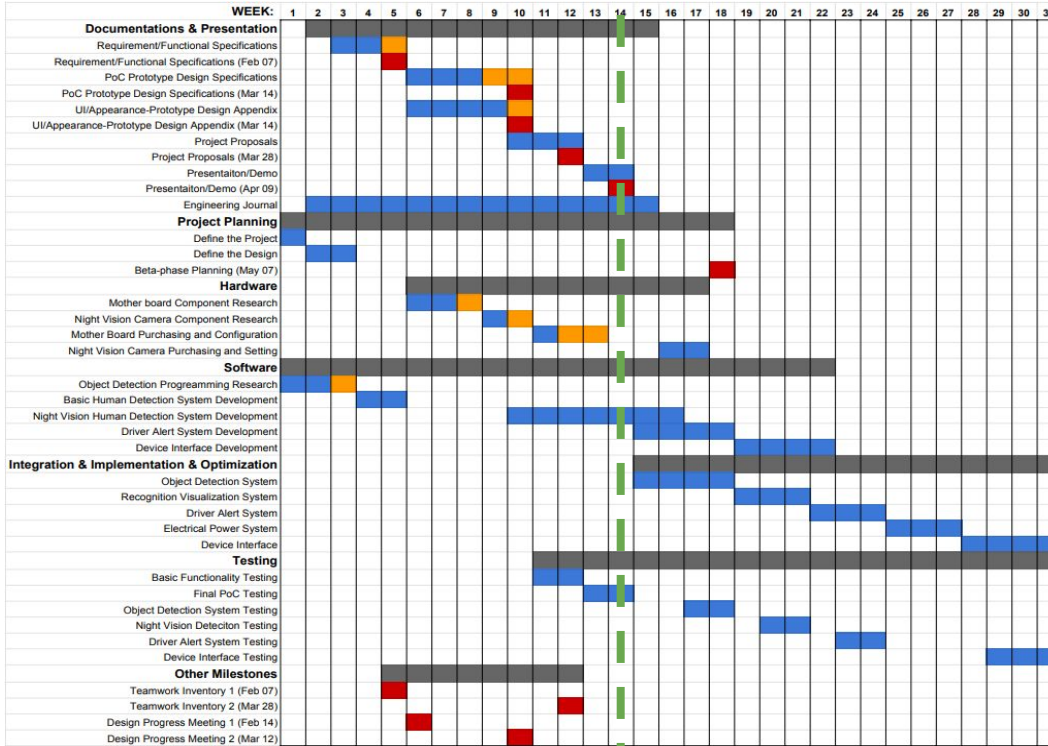 WEEK: 1 2 3 4 5 6 7 8 9 10 11 12 13 14 15 16 17 18 19 20 21 22 23 24 25 26 27 28 29 30
Documentations & Presentation
Requirement/Functional Specifications
Requirement/Functional Specifications (Feb 07)
PoC Prototype Design Specifications
PoC Prototype Design Specifications (Mar 14)
UI/Appearance-Prototype Design Appendix
UI/Appearance-Prototype Design Appendix (Mar 14)
Project Proposals
Project Proposals (Mar 28)
Presentaiton/Demo
Presentaiton/Demo (Apr 09)
Engineering Journal
Project Planning
Define the Project
Define the Design
Beta-phase Planning (May 07)
Hardware
Mother board Component Research
Night Vision Camera Component Research
Mother Board Purchasing and Configuration
Night Vision Camera Purchasing and Setting
Software
Object Detection Progreamming Research
Basic Human Detection System Development
Night Vision Human Detection System Development
Driver Alert System Development
Device Interface Development
Integration & Implementation & Optimization
Object Detection System
Recognition Visualization System
Driver Alert System
Electrical Power System
Device Interface
Testing
Basic Functionality Testing
Final PoC Testing
Object Detection System Testing
Night Vision Deteciton Testing
Driver Alert System Testing
Device Interface Testing
Other Milestones
Teamwork Inventory 1 (Feb 07)
Teamwork Inventory 2 (Mar 28)
Design Progress Meeting 1 (Feb 14)
Design Progress Meeting 2 (Mar 12)